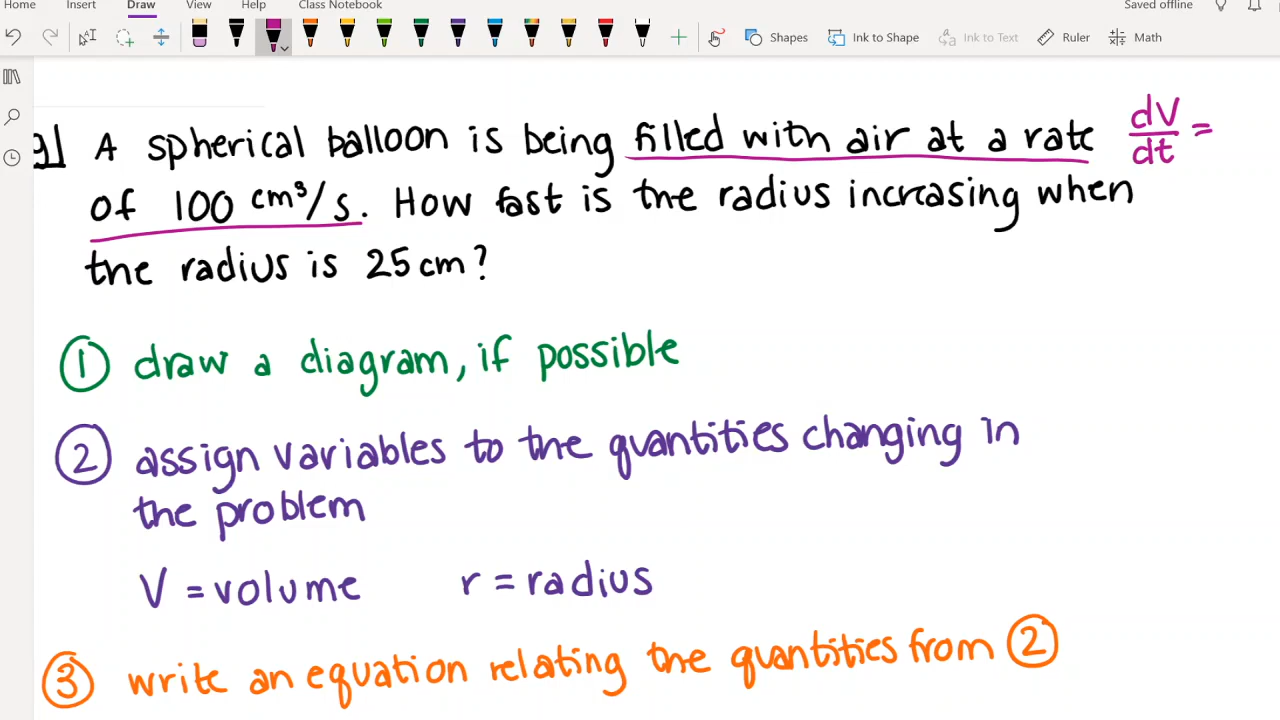 Home Insert Draw View Help Class Notebook Saved offline
Shapes Ink to Shape Ink to Text Ruler Math
g] A spherical balloon is being filled with air at a rate dV/dt =
of 100 cm³/s. How fast is the radius increasing when
the radius is 25 cm?
① draw a diagram, if possible
② assign variables to the quantities changing in
the problem
V = volume r = radius
③ write an equation relating the quantities from ②